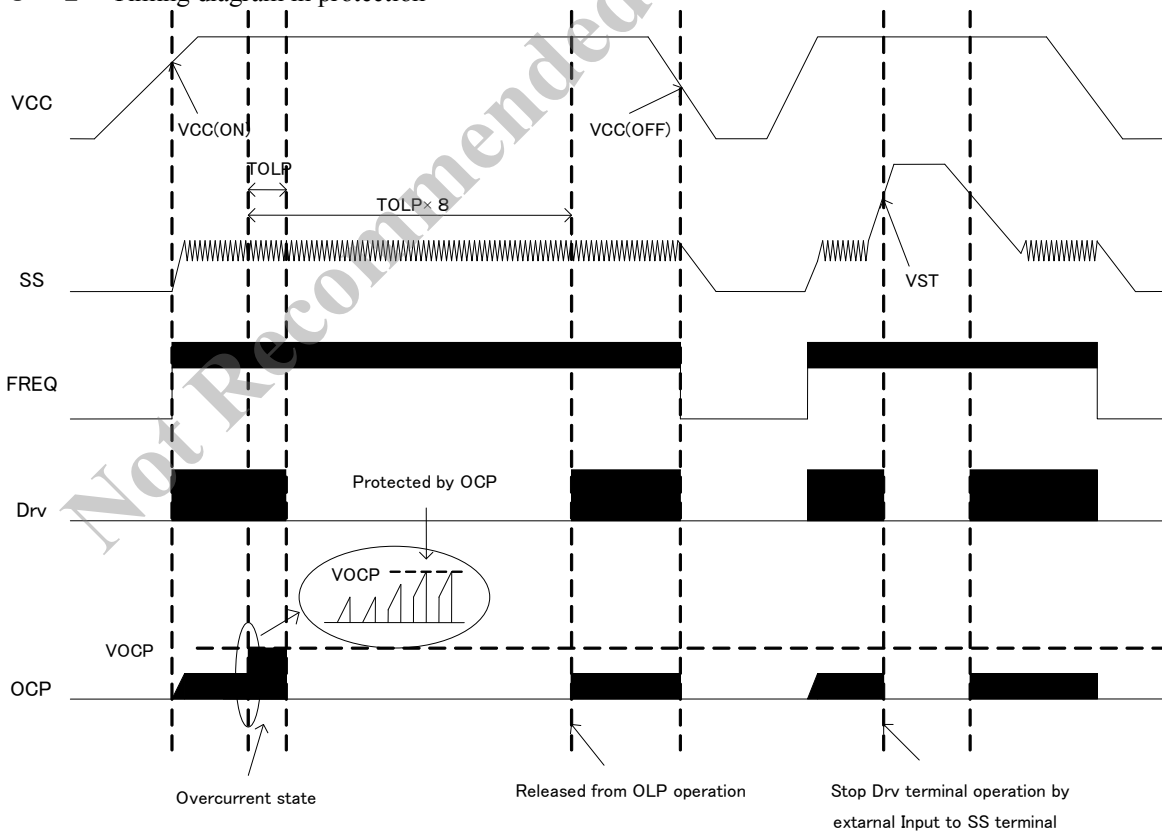 Timing diagram in protection
Not Recommended
VCC
VCC(ON)
VCC(OFF)
TOLP
TOLP× 8
SS
VST
FREQ
Drv
Protected by OCP
VOCP
VOCP
OCP
Overcurrent state
Released from OLP operation
Stop Drv terminal operation by
extarnal Input to SS terminal